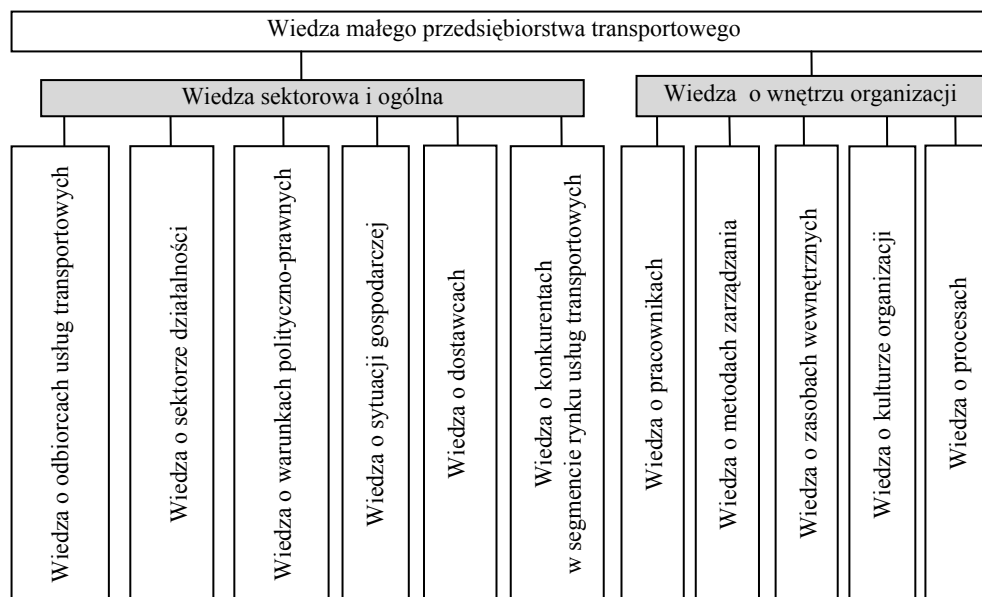 Wiedza małego przedsiębiorstwa transportowego
Wiedza sektorowa i ogólna
Wiedza o wnętrzu organizacji
Wiedza o odbiorcach usług transportowych
Wiedza o sektorze działalności
Wiedza o warunkach polityczno-prawnych
Wiedza o sytuacji gospodarczej
Wiedza o dostawcach
Wiedza o konkurentach
w segmencie rynku usług transportowych
Wiedza o pracownikach
Wiedza o metodach zarządzania
Wiedza o zasobach wewnętrznych
Wiedza o kulturze organizacji
Wiedza o procesach